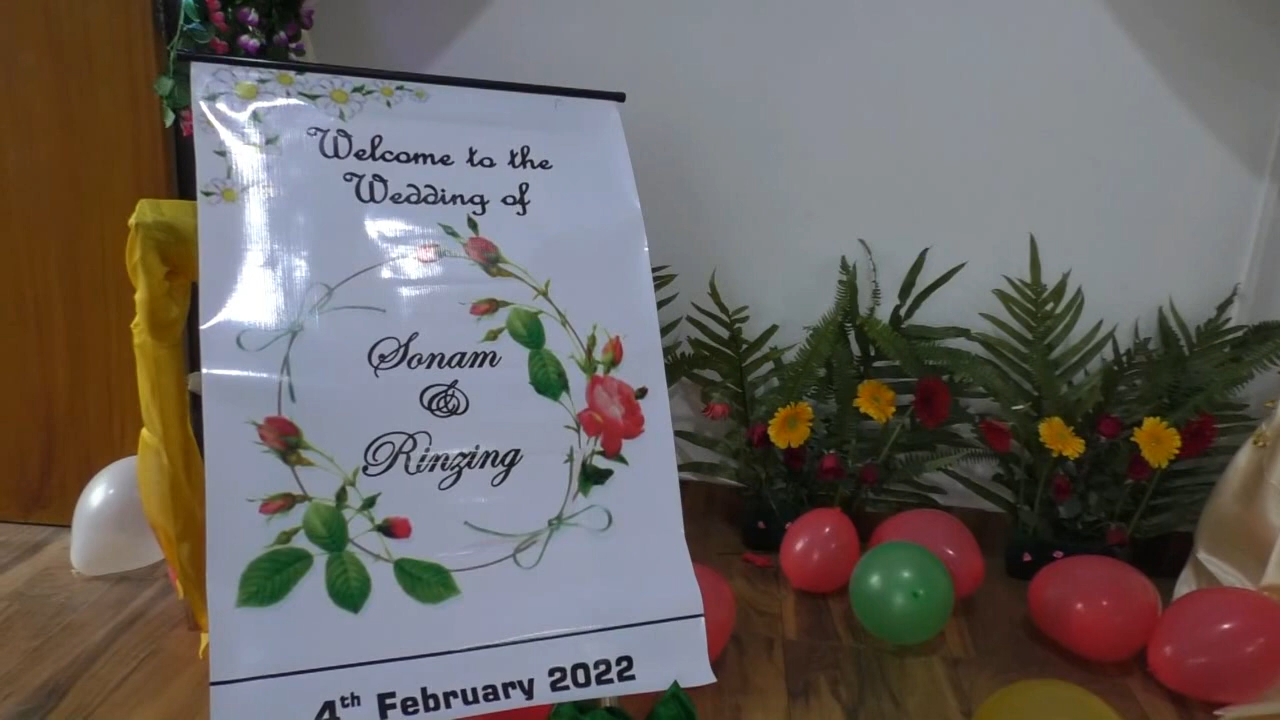 Welcome to the
Wedding of
Sonam
&
Rinzing
4th February 2022